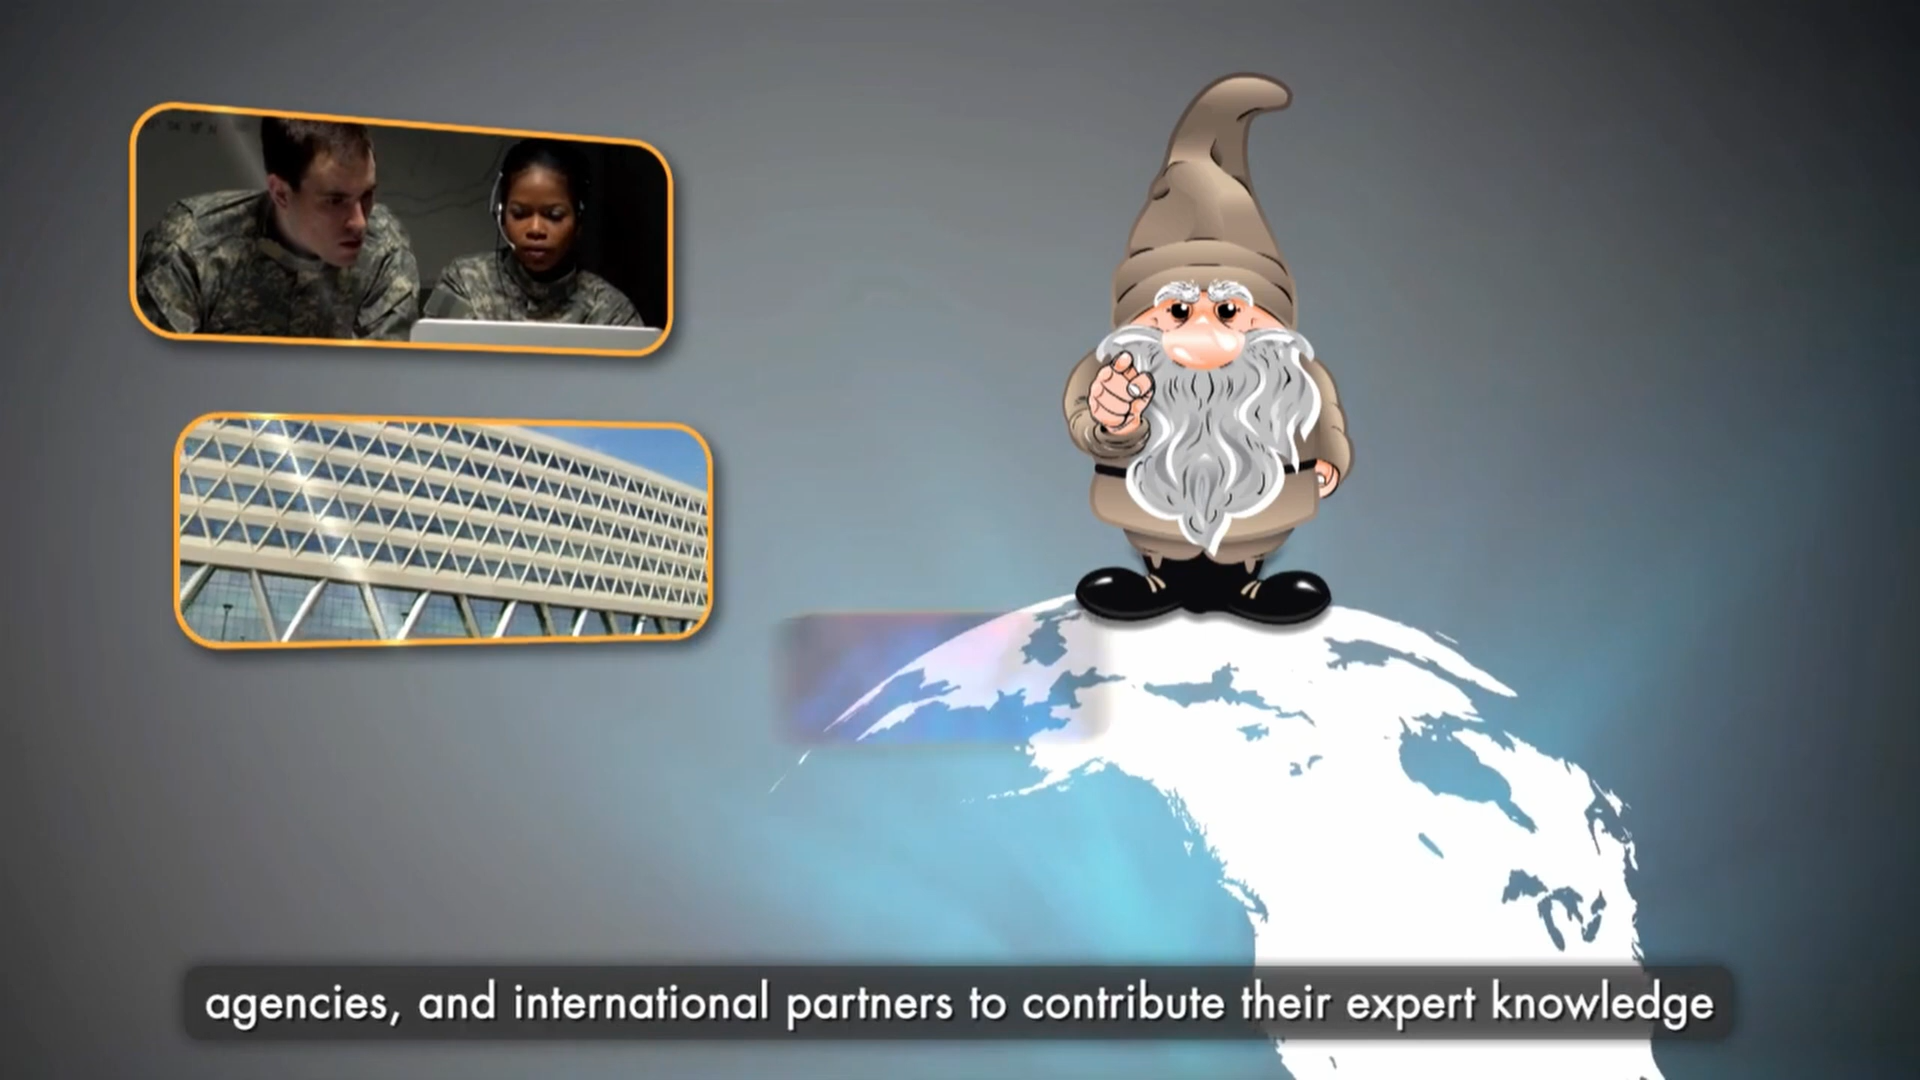 agencies, and international partners to contribute their expert knowledge